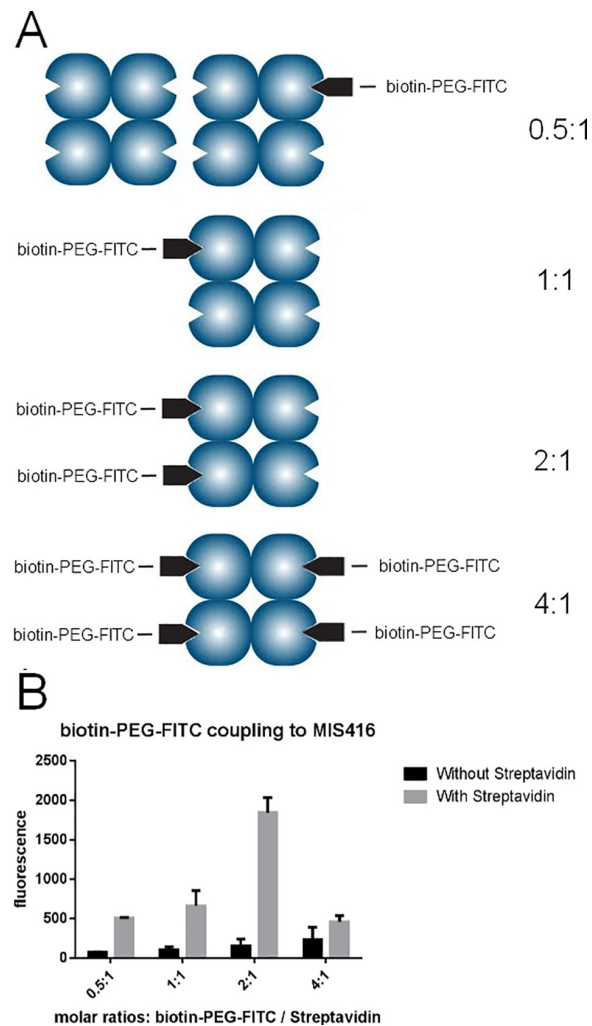 A
biotin-PEG-FITC
0.5:1
biotin-PEG-FITC
1:1
biotin-PEG-FITC
biotin-PEG-FITC
2:1
biotin-PEG-FITC biotin-PEG-FITC
4:1
biotin-PEG-FITC biotin-PEG-FITC
B
biotin-PEG-FITC coupling to MIS416
2500
2000
1500
1000
500
0
fluorescence
Without Streptavidin
With Streptavidin
0.5:1 1:1 2:1 4:1
molar ratios: biotin-PEG-FITC / Streptavidin